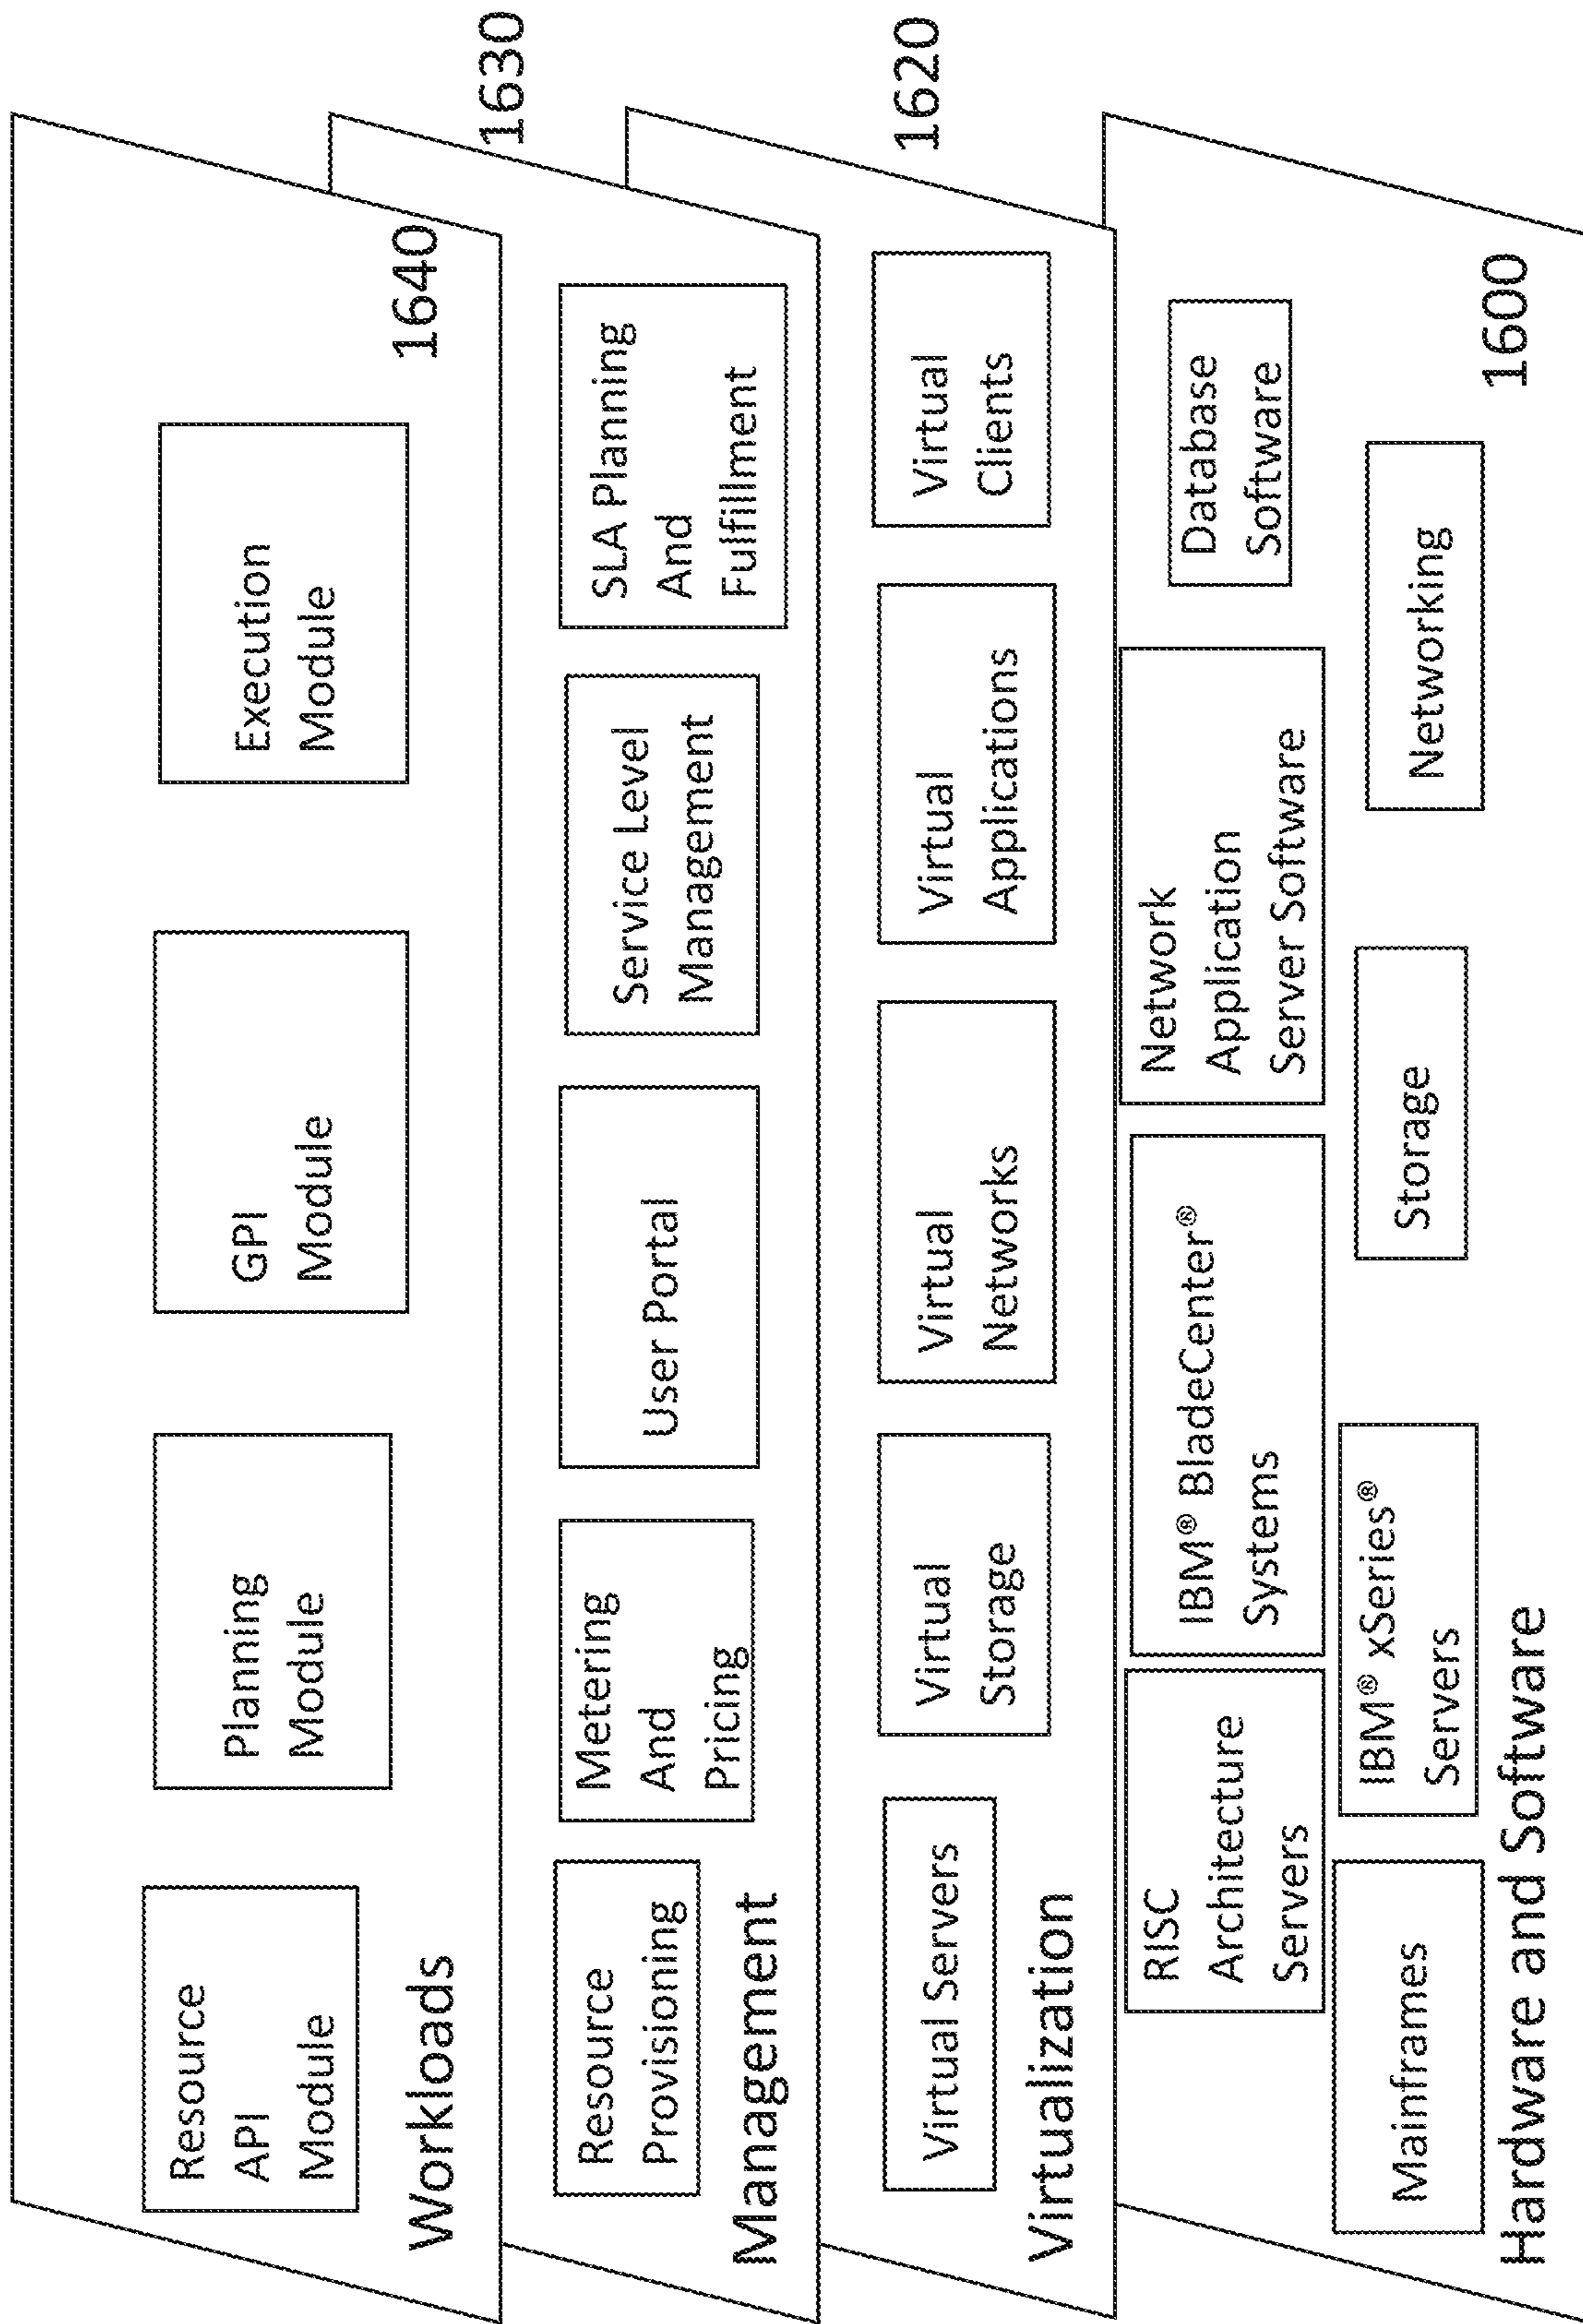 Resource
API
Module
Planning
Module
GPI
Module
Execution
Module
Workloads
1640
Resource
Provisioning
Metering
And
Pricing
User Portal
Service Level
Management
SLA Planning
And
Fulfillment
Management
1630
Virtual Servers
Virtual
Storage
Virtual
Networks
Virtual
Applications
Virtual
Clients
Virtualization
1620
RISC
Architecture
Servers
IBM® BladeCenter®
Systems
Network
Application
Server Software
Database
Software
Mainframes
IBM® xSeries®
Servers
Storage
Networking
Hardware and Software
1600